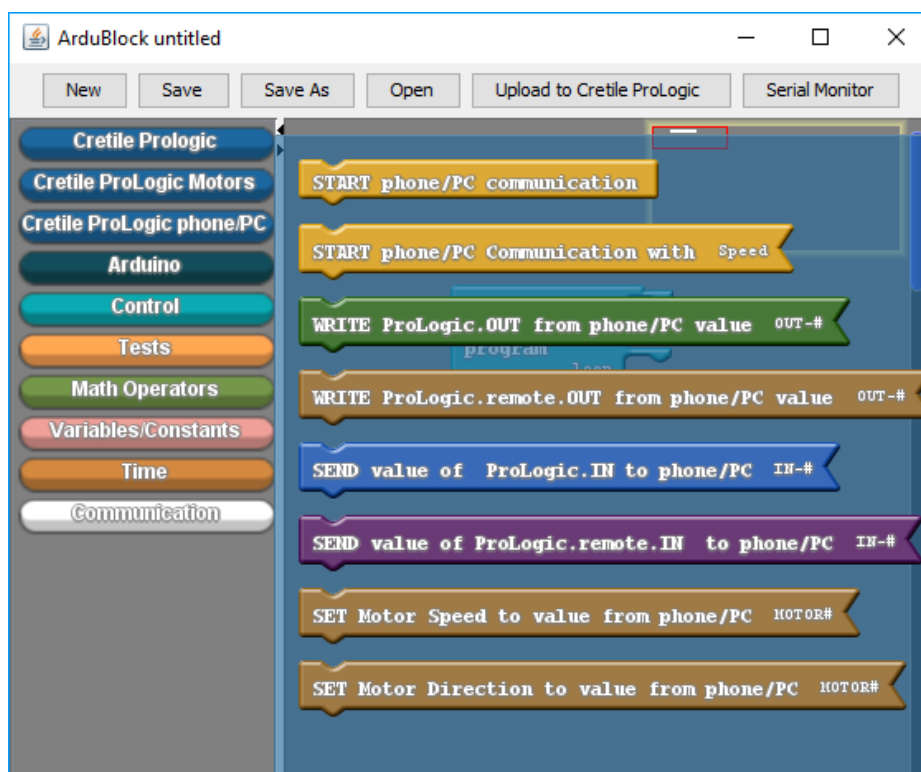 ArduBlock untitled
New Save Save As Open Upload to Cretile ProLogic Serial Monitor
Cretile Prologic
Cretile ProLogic Motors
Cretile ProLogic phone/PC
Arduino
Control
Tests
Math Operators
Variables/Constants
Time
Communication
START phone/PC communication
START phone/PC Communication with Speed
WRITE ProLogic.OUT from phone/PC value OUT-#
program
loop
WRITE ProLogic.remote.OUT from phone/PC value OUT-#
SEND value of ProLogic.IN to phone/PC IN-#
SEND value of ProLogic.remote.IN to phone/PC IN-#
SET Motor Speed to value from phone/PC MOTOR#
SET Motor Direction to value from phone/PC MOTOR#